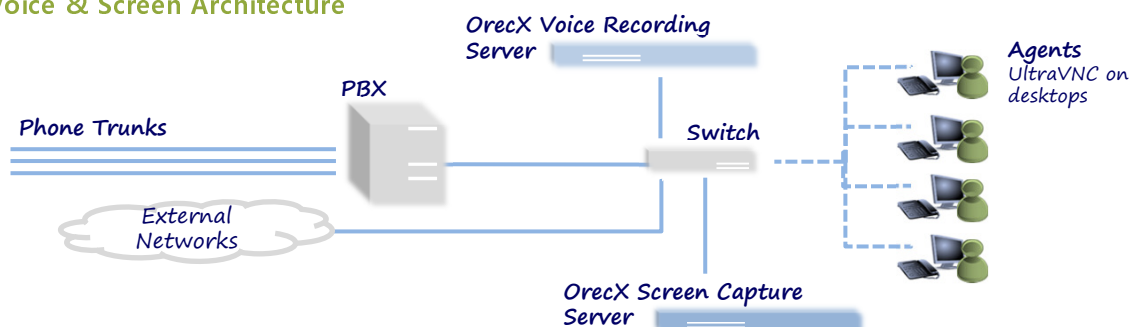 Voice & Screen Architecture
OrecX Voice Recording
Server
Agents
UltraVNC on
desktops
PBX
Phone Trunks
Switch
External
Networks
OrecX Screen Capture
Server